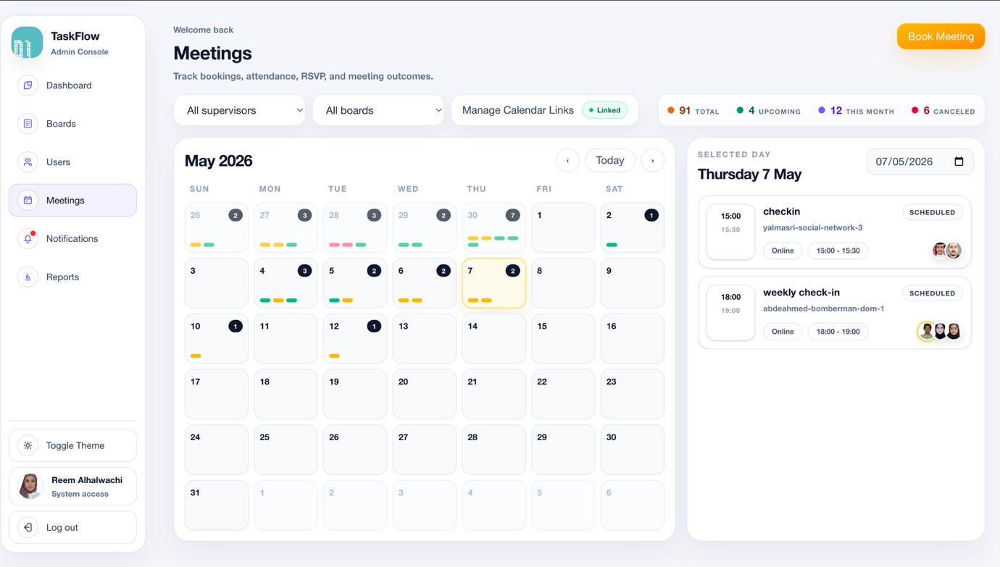 TaskFlow
Admin Console
Dashboard
Boards
Users
Meetings
Notifications
Reports
Toggle Theme
Reem Alhalwachi
System access
Log out
Welcome back
Meetings
Track bookings, attendance, RSVP, and meeting outcomes.
Book Meeting
All supervisors
All boards
Manage Calendar Links
Linked
91 TOTAL
4 UPCOMING
12 THIS MONTH
6 CANCELED
May 2026
‹ Today ›
SUN MON TUE WED THU FRI SAT
26 2 27 3 28 3 29 2 30 7 1 2 1
3 4 3 5 2 6 2 7 2 8 9
10 1 11 12 1 13 14 15 16
17 18 19 20 21 22 23
24 25 26 27 28 29 30
31 1 2 3 4 5 6
SELECTED DAY
Thursday 7 May
07/05/2026
15:00
15:30
checkin
SCHEDULED
yalmasri-social-network-3
Online
15:00 - 15:30
18:00
19:00
weekly check-in
SCHEDULED
abdeahmed-bomberman-dom-1
Online
18:00 - 19:00